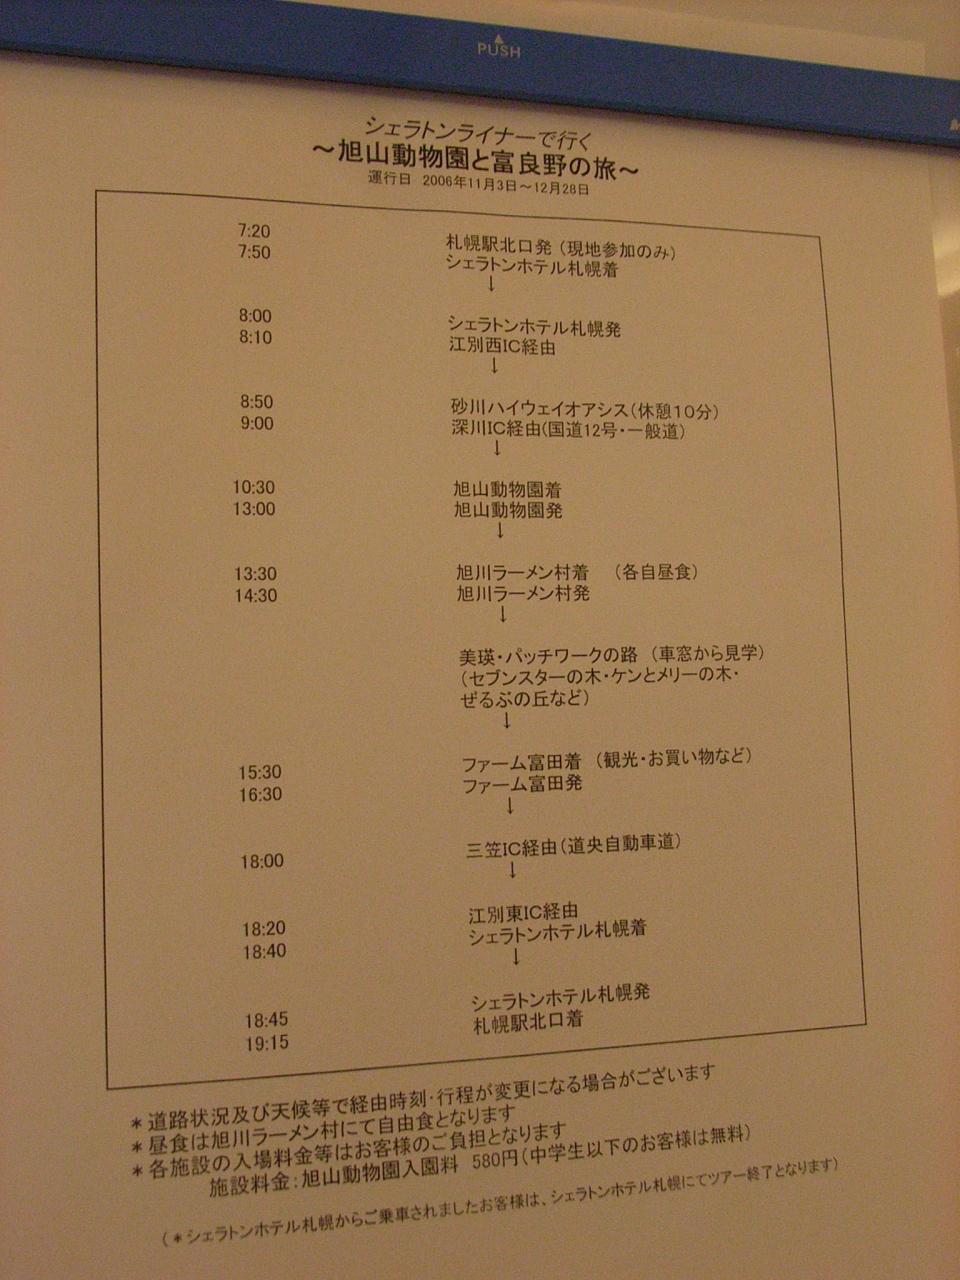 PUSH
シェラトンライナーで行く
～旭山動物園と富良野の旅～
運行日 2006年11月3日～12月28日
7:20 札幌駅北口発（現地参加のみ）
7:50 シェラトンホテル札幌着
↓
8:00 シェラトンホテル札幌発
8:10 江別西IC経由
↓
8:50 砂川ハイウェイオアシス（休憩10分）
9:00 深川IC経由(国道12号・一般道)
↓
10:30 旭山動物園着
13:00 旭山動物園発
↓
13:30 旭川ラーメン村着 （各自昼食）
14:30 旭川ラーメン村発
↓
美瑛・パッチワークの路 （車窓から見学）
（セブンスターの木・ケンとメリーの木・
ぜるぶの丘など）
↓
15:30 ファーム富田着 （観光・お買い物など）
16:30 ファーム富田発
↓
18:00 三笠IC経由（道央自動車道）
↓
18:20 江別東IC経由
18:40 シェラトンホテル札幌着
↓
18:45 シェラトンホテル札幌発
19:15 札幌駅北口着
＊道路状況及び天候等で経由時刻・行程が変更になる場合がございます
＊昼食は旭川ラーメン村にて自由食となります
＊各施設の入場料金等はお客様のご負担となります
施設料金：旭山動物園入園料 580円（中学生以下のお客様は無料）
（＊シェラトンホテル札幌からご乗車されましたお客様は、シェラトンホテル札幌にてツアー終了となります）